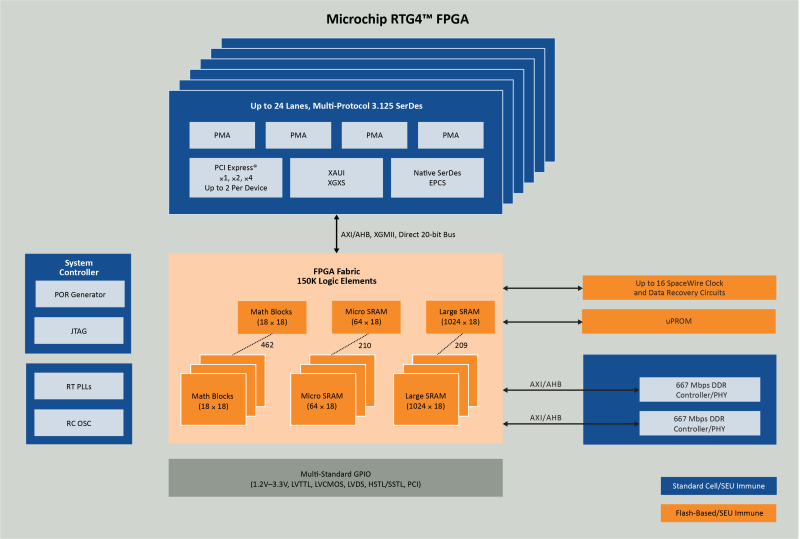 Microchip RTG4™ FPGA
Up to 24 Lanes, Multi-Protocol 3.125 SerDes
PMA
PMA
PMA
PMA
PCI Express®
x1, x2, x4
Up to 2 Per Device
XAUI
XGXS
Native SerDes
EPCS
AXI/AHB, XGMII, Direct 20-bit Bus
System
Controller
POR Generator
JTAG
RT PLLs
RC OSC
FPGA Fabric
150K Logic Elements
Math Blocks
(18 x 18)
Micro SRAM
(64 x 18)
Large SRAM
(1024 x 18)
462
210
209
Math Blocks
(18 x 18)
Micro SRAM
(64 x 18)
Large SRAM
(1024 x 18)
Up to 16 SpaceWire Clock
and Data Recovery Circuits
uPROM
AXI/AHB
667 Mbps DDR
Controller/PHY
AXI/AHB
667 Mbps DDR
Controller/PHY
Multi-Standard GPIO
(1.2V–3.3V, LVTTL, LVCMOS, LVDS, HSTL/SSTL, PCI)
Standard Cell/SEU Immune
Flash-Based/SEU Immune